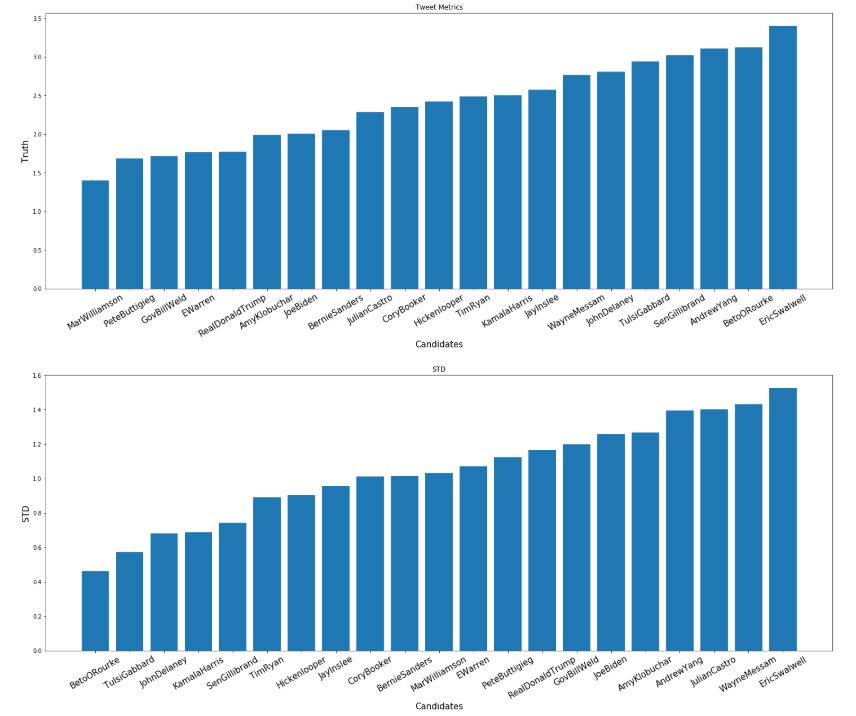 Tweet Metrics
3.5
3.0
2.5
2.0
1.5
1.0
0.5
0.0
Truth
MarWilliamson PeteButtigieg GovBillWeld EWarren RealDonaldTrump AmyKlobuchar JoeBiden BernieSanders JulianCastro CoryBooker Hickenlooper TimRyan KamalaHarris JayInslee WayneMessam JohnDelaney TulsiGabbard SenGillibrand AndrewYang BetoORourke EricSwalwell
Candidates
STD
1.6
1.4
1.2
1.0
0.8
0.6
0.4
0.2
0.0
STD
BetoORourke TulsiGabbard JohnDelaney KamalaHarris SenGillibrand TimRyan Hickenlooper JayInslee CoryBooker BernieSanders MarWilliamson EWarren PeteButtigieg RealDonaldTrump GovBillWeld JoeBiden AmyKlobuchar AndrewYang JulianCastro WayneMessam EricSwalwell
Candidates